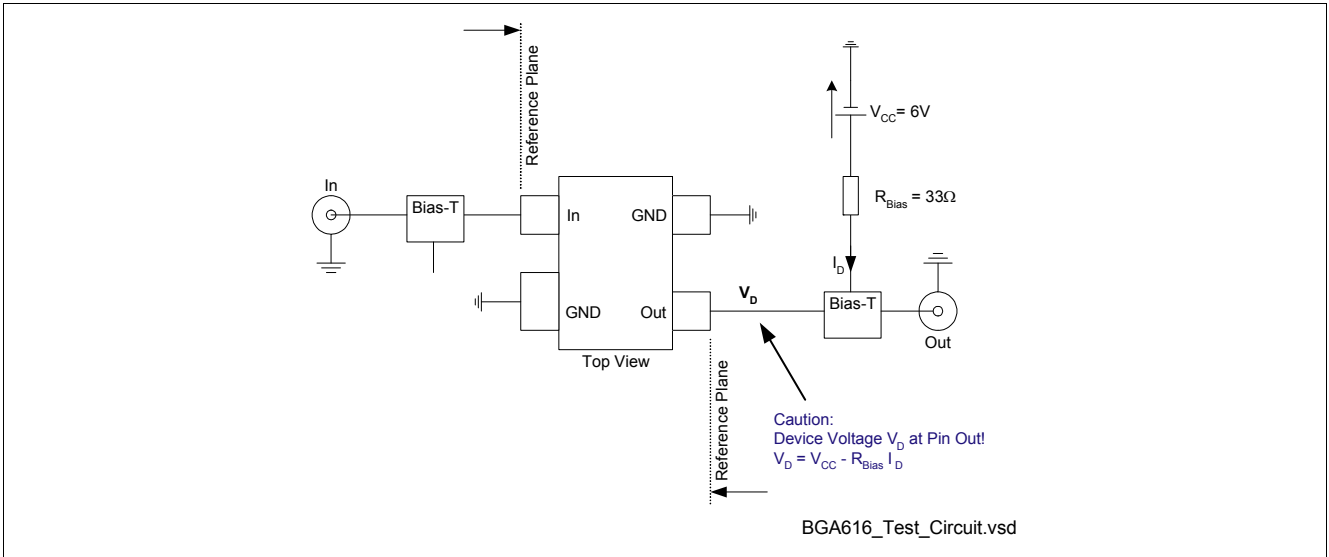 Reference Plane
V_CC= 6V
R_Bias = 33Ω
In
Bias-T
In
GND
I_D
GND
Out
V_D
Bias-T
Out
Top View
Reference Plane
Caution:
Device Voltage V_D at Pin Out!
V_D = V_CC - R_Bias I_D
BGA616_Test_Circuit.vsd